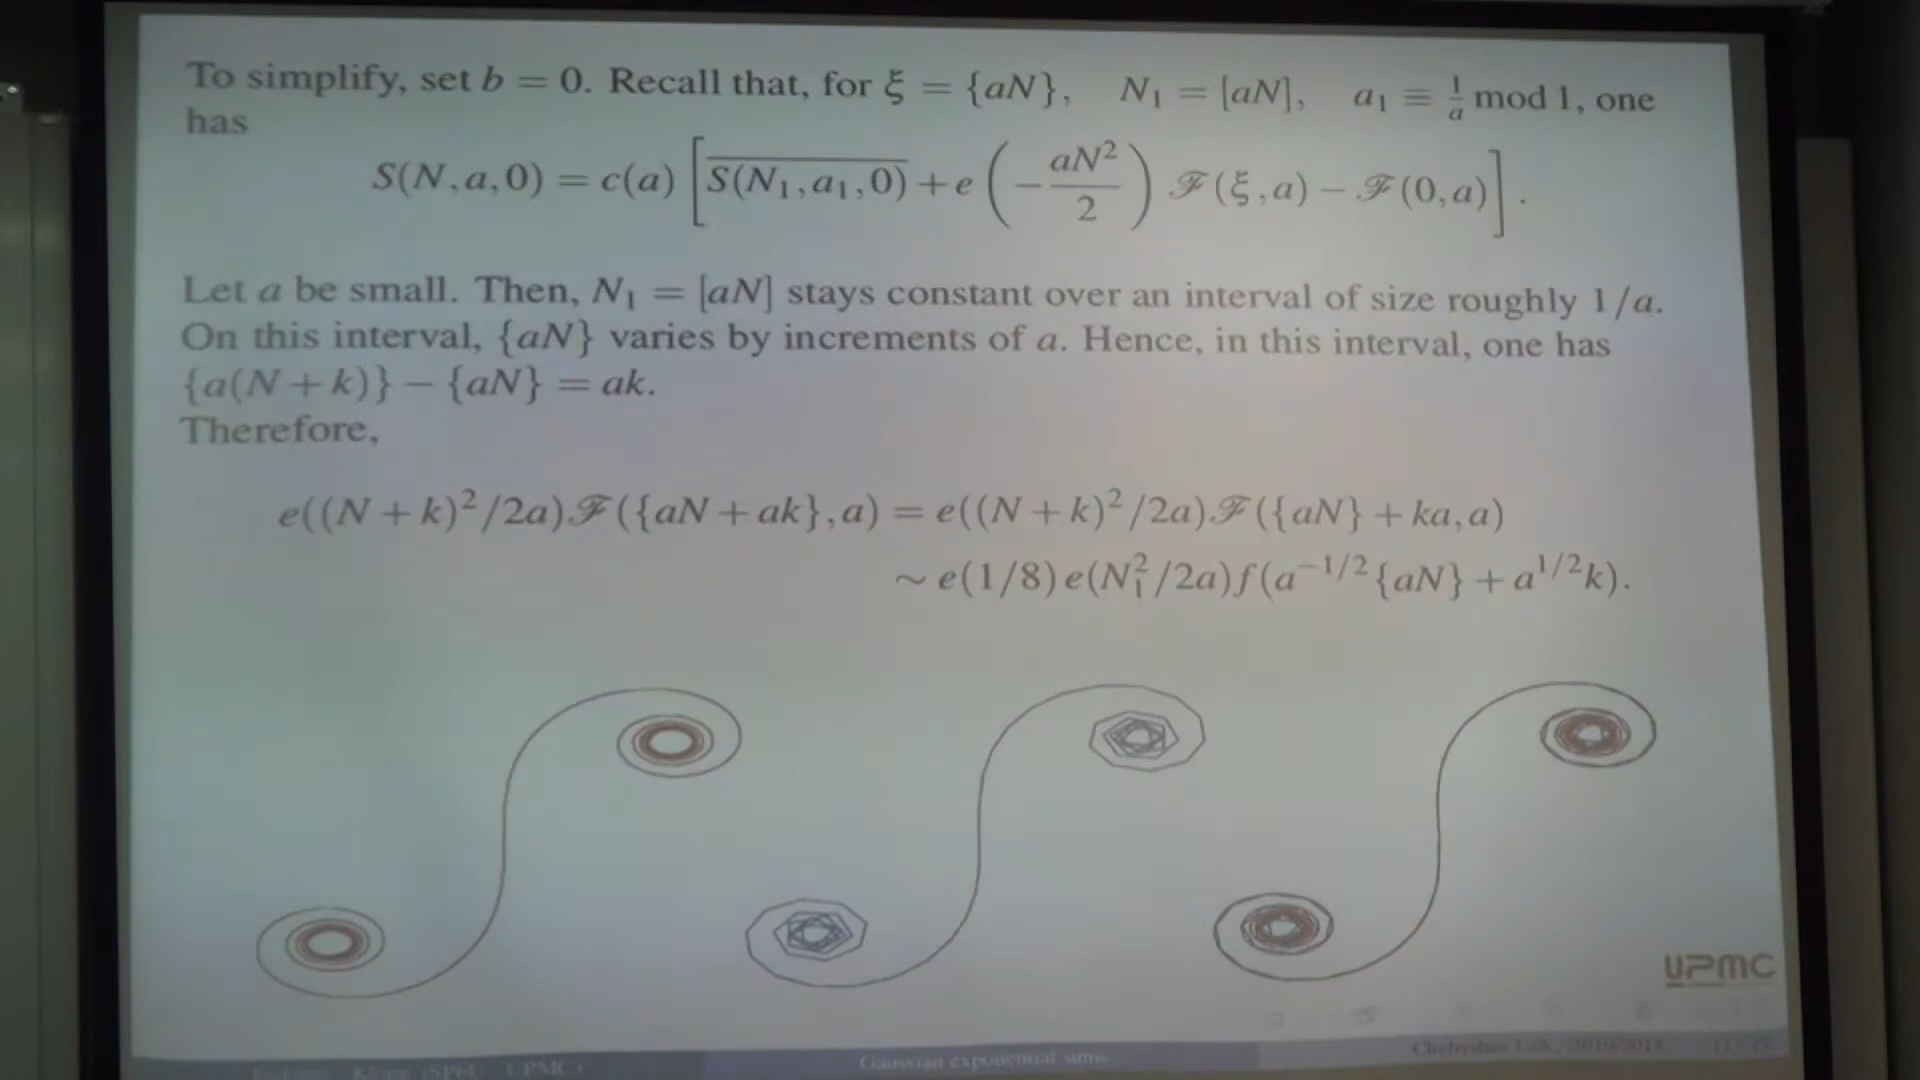 To simplify, set b = 0. Recall that, for ξ = {aN}, N₁ = [aN], a₁ ≡ 1/a mod 1, one
has
S(N,a,0) = c(a) [ \overline{S(N₁,a₁,0)} + e(−aN²/2) ℱ(ξ,a) − ℱ(0,a) ].
Let a be small. Then, N₁ = [aN] stays constant over an interval of size roughly 1/a.
On this interval, {aN} varies by increments of a. Hence, in this interval, one has
{a(N+k)} − {aN} = ak.
Therefore,
e((N+k)²/2a)ℱ({aN+ak},a) = e((N+k)²/2a)ℱ({aN}+ka,a)
∼ e(1/8)e(N₁²/2a)f(a^{−1/2}{aN}+a^{1/2}k).
UPMC
UPMC Gaussian exponential sums